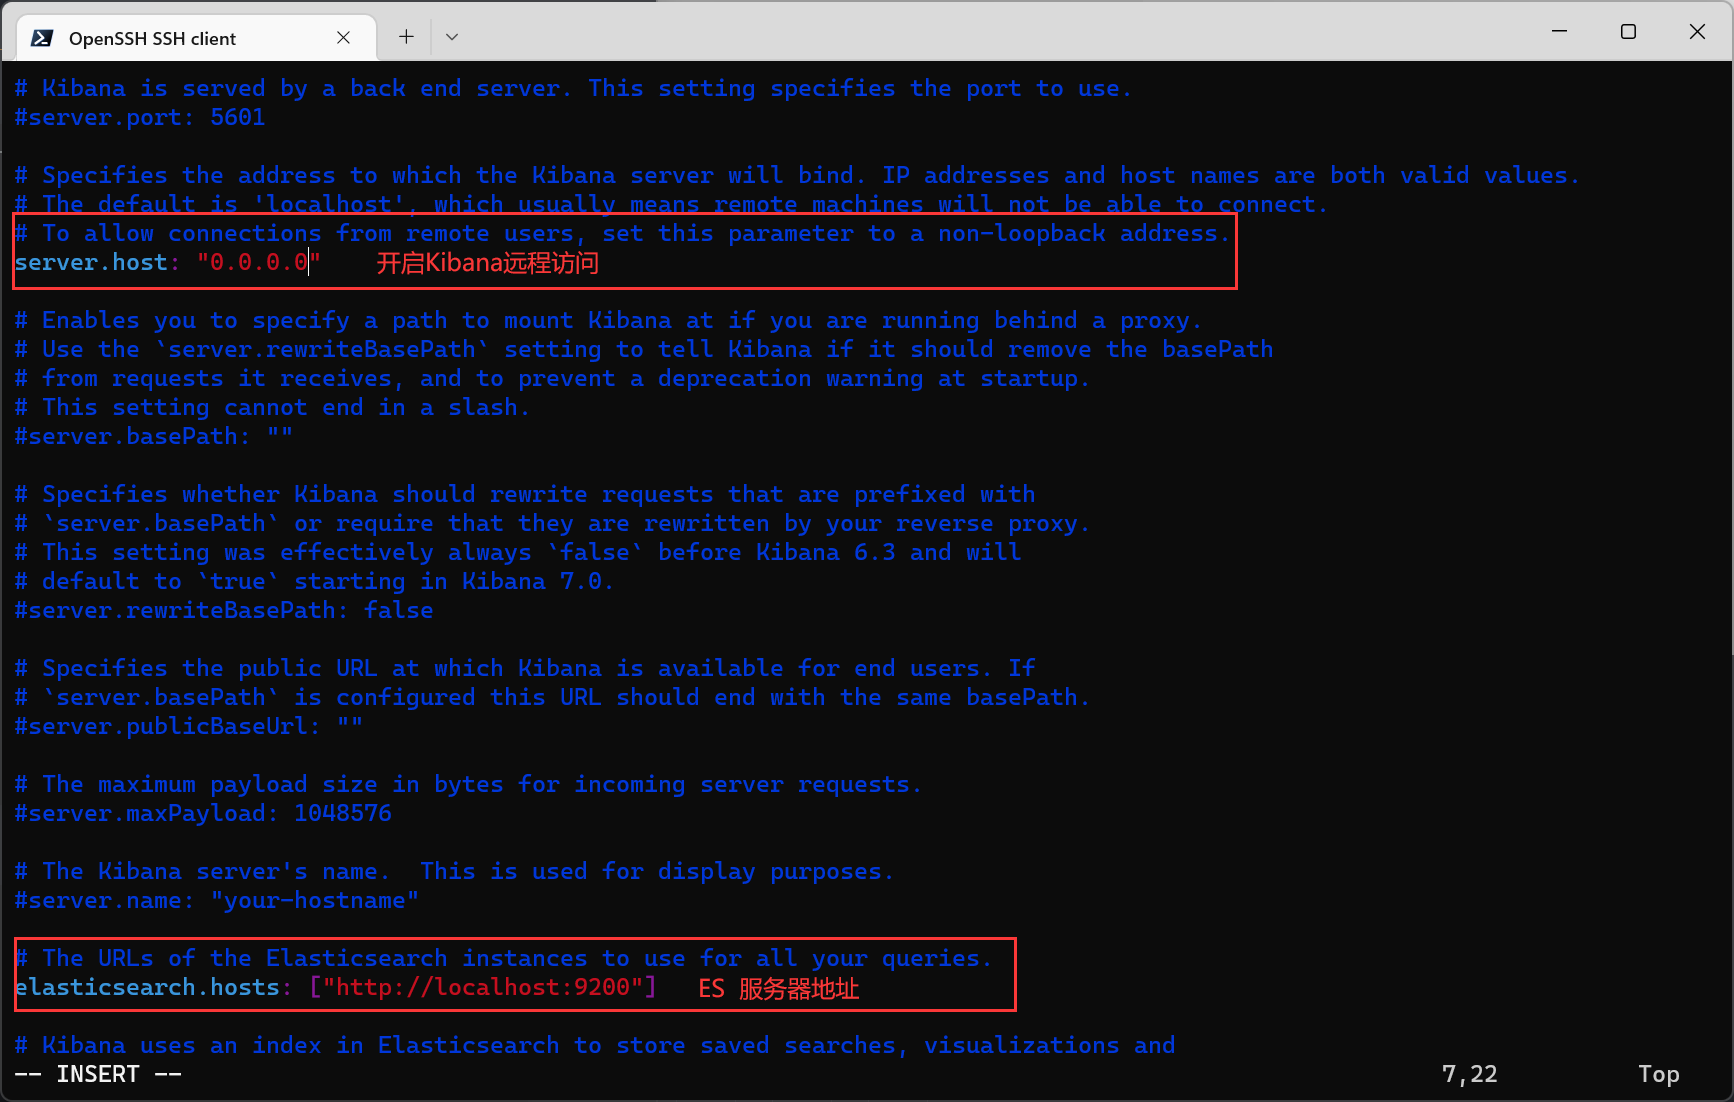 OpenSSH SSH client
# Kibana is served by a back end server. This setting specifies the port to use.
#server.port: 5601
# Specifies the address to which the Kibana server will bind. IP addresses and host names are both valid values.
# The default is 'localhost', which usually means remote machines will not be able to connect.
# To allow connections from remote users, set this parameter to a non-loopback address.
server.host: "0.0.0.0" 开启Kibana远程访问
# Enables you to specify a path to mount Kibana at if you are running behind a proxy.
# Use the `server.rewriteBasePath` setting to tell Kibana if it should remove the basePath
# from requests it receives, and to prevent a deprecation warning at startup.
# This setting cannot end in a slash.
#server.basePath: ""
# Specifies whether Kibana should rewrite requests that are prefixed with
# `server.basePath` or require that they are rewritten by your reverse proxy.
# This setting was effectively always `false` before Kibana 6.3 and will
# default to `true` starting in Kibana 7.0.
#server.rewriteBasePath: false
# Specifies the public URL at which Kibana is available for end users. If
# `server.basePath` is configured this URL should end with the same basePath.
#server.publicBaseUrl: ""
# The maximum payload size in bytes for incoming server requests.
#server.maxPayload: 1048576
# The Kibana server's name.  This is used for display purposes.
#server.name: "your-hostname"
# The URLs of the Elasticsearch instances to use for all your queries.
elasticsearch.hosts: ["http://localhost:9200"] ES 服务器地址
# Kibana uses an index in Elasticsearch to store saved searches, visualizations and
-- INSERT -- 7,22 Top